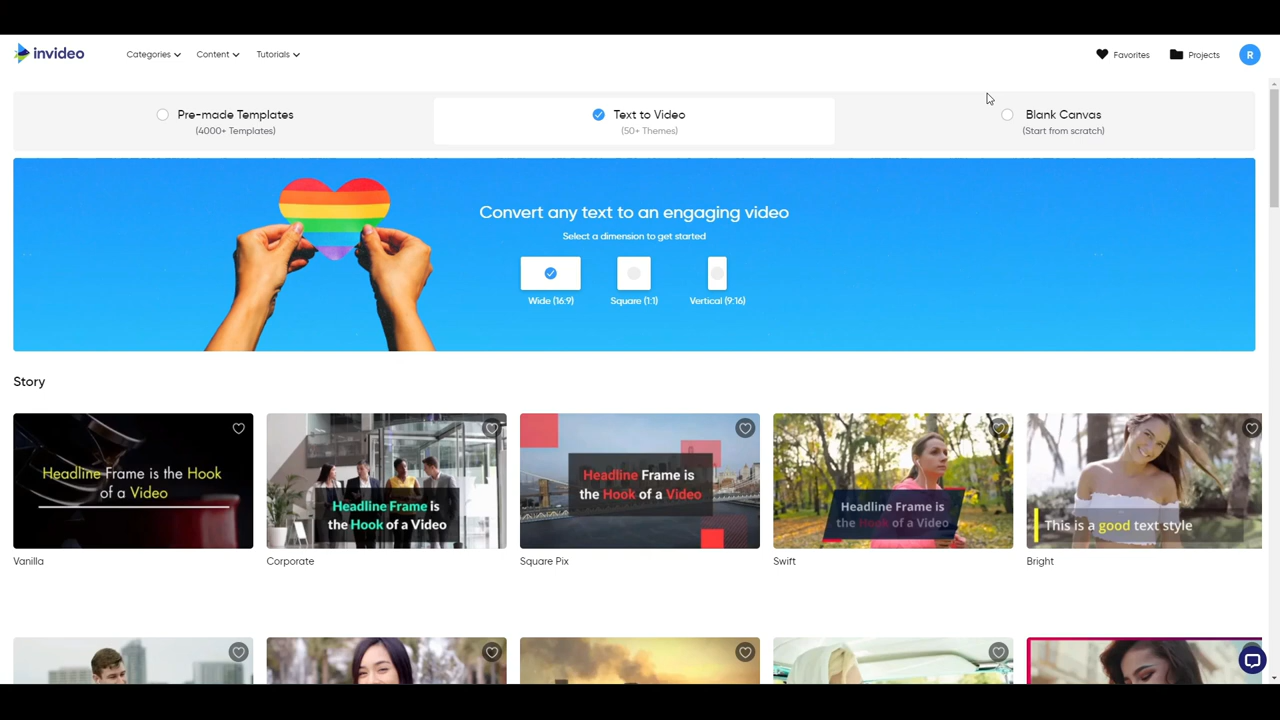 invideo
Categories Content Tutorials
Favorites Projects R
Pre-made Templates
(4000+ Templates)
Text to Video
(50+ Themes)
Blank Canvas
(Start from scratch)
Convert any text to an engaging video
Select a dimension to get started
Wide (16:9) Square (1:1) Vertical (9:16)
Story
Headline Frame is the Hook
of a Video
Headline Frame is
the Hook of a Video
Headline Frame is
the Hook of a Video
Headline Frame is
the Hook of a Video
This is a good text style
Vanilla Corporate Square Pix Swift Bright